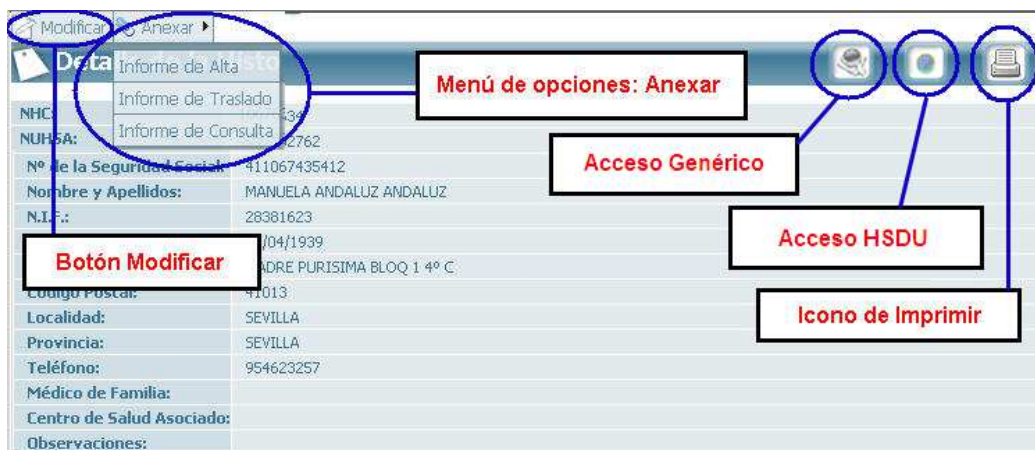 Modificar Anexar
Deta
Informe de Alta
Informe de Traslado
Informe de Consulta
Menú de opciones: Anexar
NHC:
NUHSA:
Acceso Genérico
Nº de la Seguridad Social: 411067435412
Nombre y Apellidos: MANUELA ANDALUZ ANDALUZ
N.I.F.: 28381623
Acceso HSDU
/04/1939
Botón Modificar
ADRE PURISIMA BLOQ 1 4º C
Código Postal: 41013
Icono de Imprimir
Localidad: SEVILLA
Provincia: SEVILLA
Teléfono: 954623257
Médico de Familia:
Centro de Salud Asociado:
Observaciones: